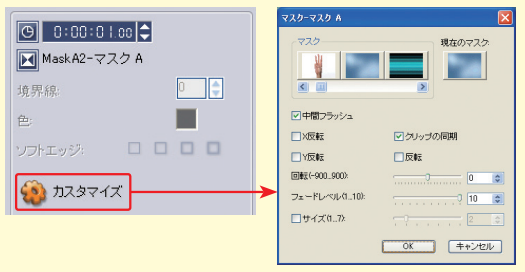 0:00:01.00
MaskA2-マスク A
境界線:
0
色:
ソフトエッジ:
カスタマイズ
マスク-マスク A
マスク
現在のマスク:
中間フラッシュ
X反転
クリップの同期
Y反転
反転
回転(-900..900):
0
フェードレベル(1..10):
10
サイズ(1..7):
2
OK
キャンセル